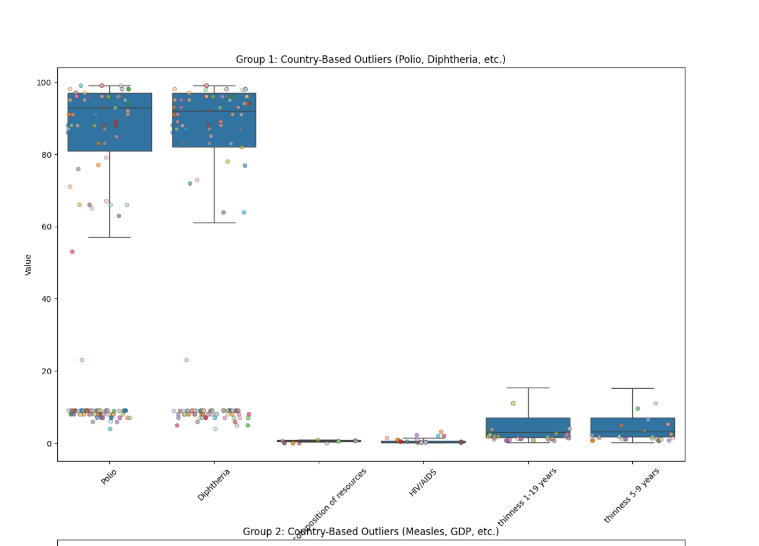 Group 1: Country-Based Outliers (Polio, Diphtheria, etc.)
100
80
60
40
20
0
Value
Polio
Diphtheria
of resources
HIV/AIDS
thinness 1-19 years
thinness 5-9 years
Group 2: Country-Based Outliers (Measles, GDP, etc.)